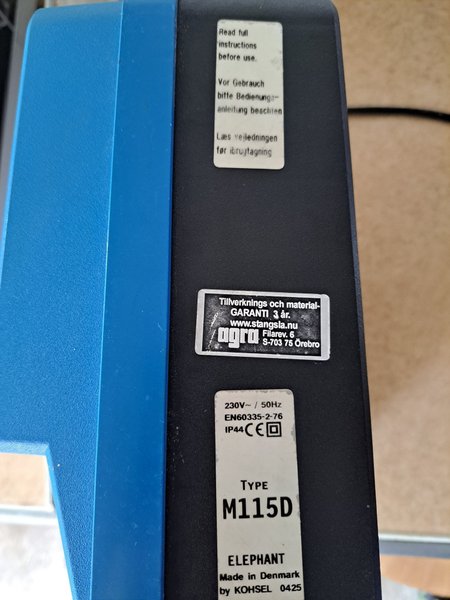 Read full
instructions
before use.
Vor Gebrauch
bitte Bedienungs-
anleitung beachten
Læs vejledningen
før ibrugtagning
Tillverknings och material-
GARANTI 3 år.
www.stangsla.nu
agra Filarev. 6
S-703 75 Örebro
230V~ / 50Hz
EN60335-2-76
IP44 CE
TYPE
M115D
ELEPHANT
Made in Denmark
by KOHSEL 0425